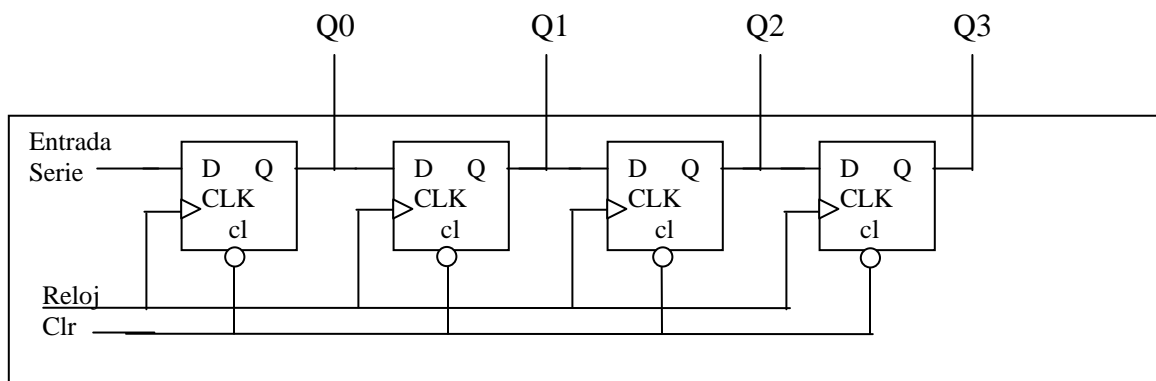 Q0 Q1 Q2 Q3
Entrada
Serie
D Q D Q D Q D Q
CLK CLK CLK CLK
cl cl cl cl
Reloj
Clr